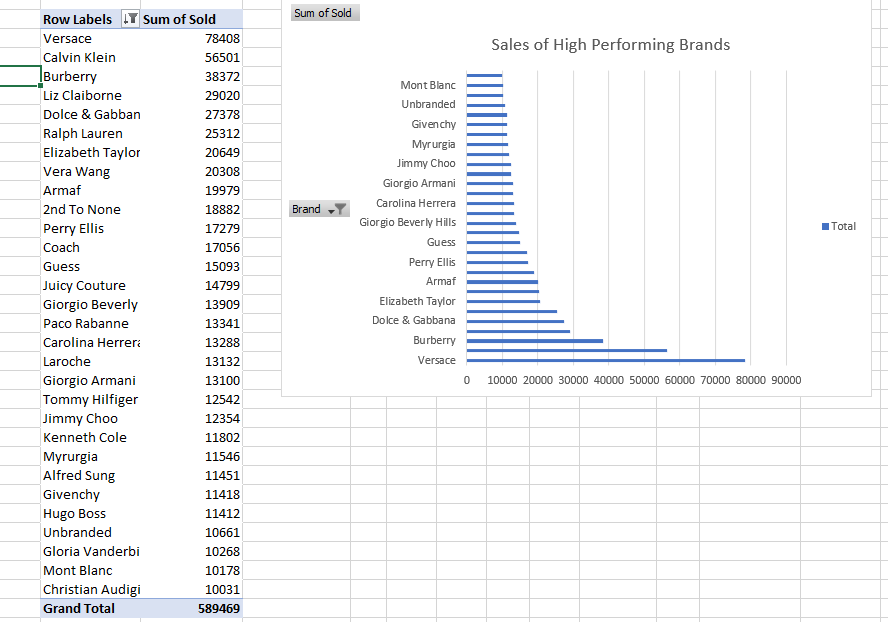 Row Labels Sum of Sold
Versace 78408
Calvin Klein 56501
Burberry 38372
Liz Claiborne 29020
Dolce & Gabban 27378
Ralph Lauren 25312
Elizabeth Taylor 20649
Vera Wang 20308
Armaf 19979
2nd To None 18882
Perry Ellis 17279
Coach 17056
Guess 15093
Juicy Couture 14799
Giorgio Beverly 13909
Paco Rabanne 13341
Carolina Herrera 13288
Laroche 13132
Giorgio Armani 13100
Tommy Hilfiger 12542
Jimmy Choo 12354
Kenneth Cole 11802
Myrurgia 11546
Alfred Sung 11451
Givenchy 11418
Hugo Boss 11412
Unbranded 10661
Gloria Vanderbi 10268
Mont Blanc 10178
Christian Audigi 10031
Grand Total 589469
Sum of Sold
Sales of High Performing Brands
Mont Blanc
Unbranded
Givenchy
Myrurgia
Jimmy Choo
Giorgio Armani
Carolina Herrera
Giorgio Beverly Hills
Guess
Perry Ellis
Armaf
Elizabeth Taylor
Dolce & Gabbana
Burberry
Versace
0 10000 20000 30000 40000 50000 60000 70000 80000 90000
Brand
Total